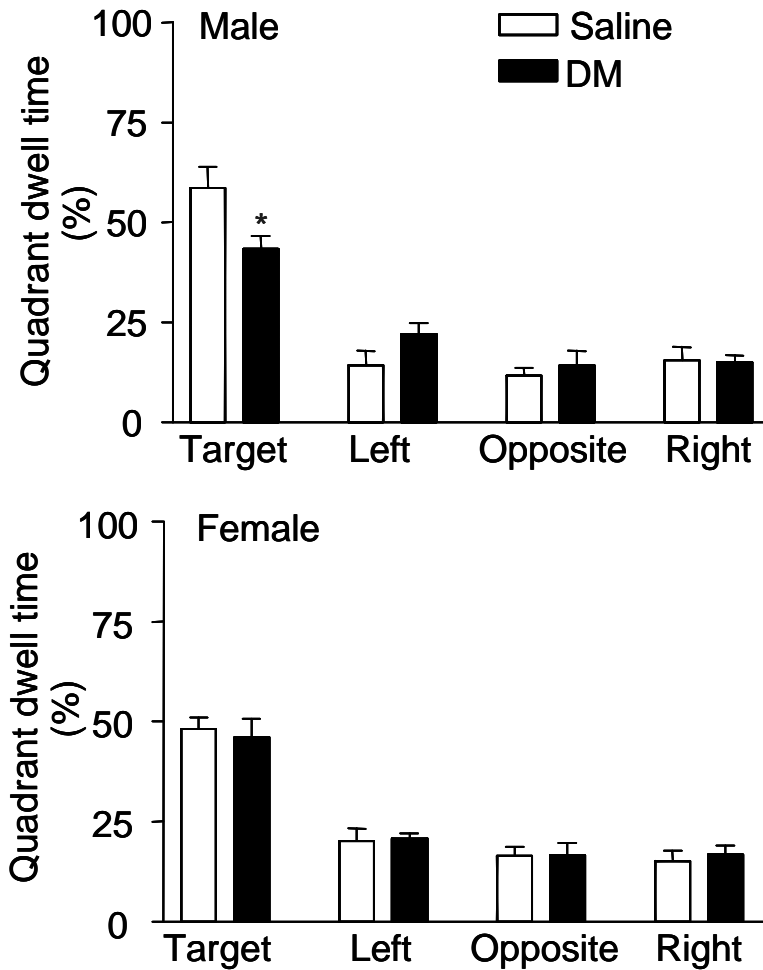 Male
Saline
DM
Quadrant dwell time
(%)
100
75
50
25
0
*
Target Left Opposite Right
Female
Quadrant dwell time
(%)
100
75
50
25
0
Target Left Opposite Right